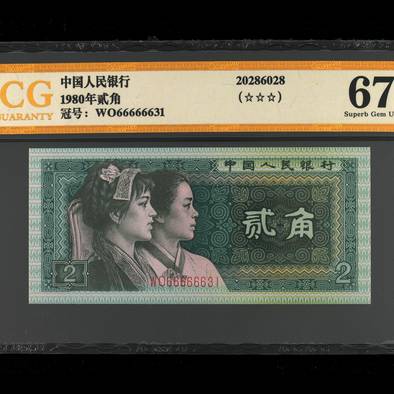 CG
GUARANTY
中国人民银行
1980年贰角
冠号: WO66666631
20286028
(☆☆☆)
67
Superb Gem U
中国人民银行
贰角
WO66666631
2
2